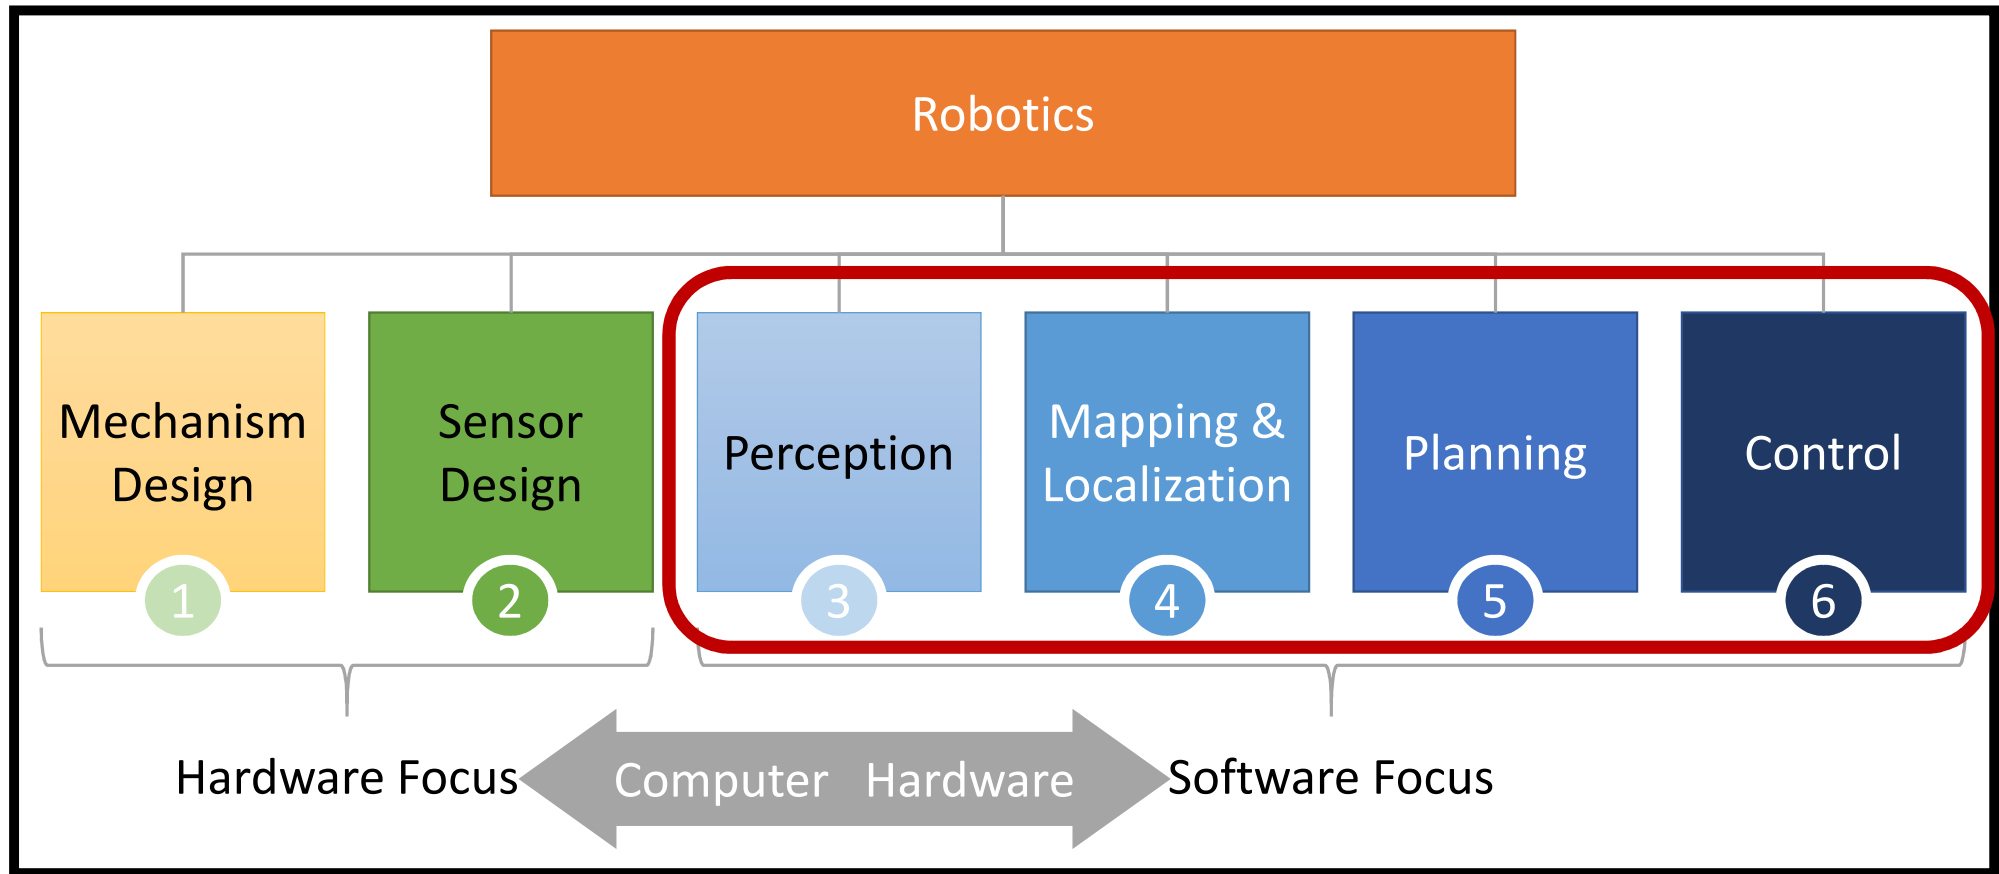 Robotics
Mechanism
Design
1
Sensor
Design
2
Perception
3
Mapping &
Localization
4
Planning
5
Control
6
Hardware Focus
Computer Hardware
Software Focus